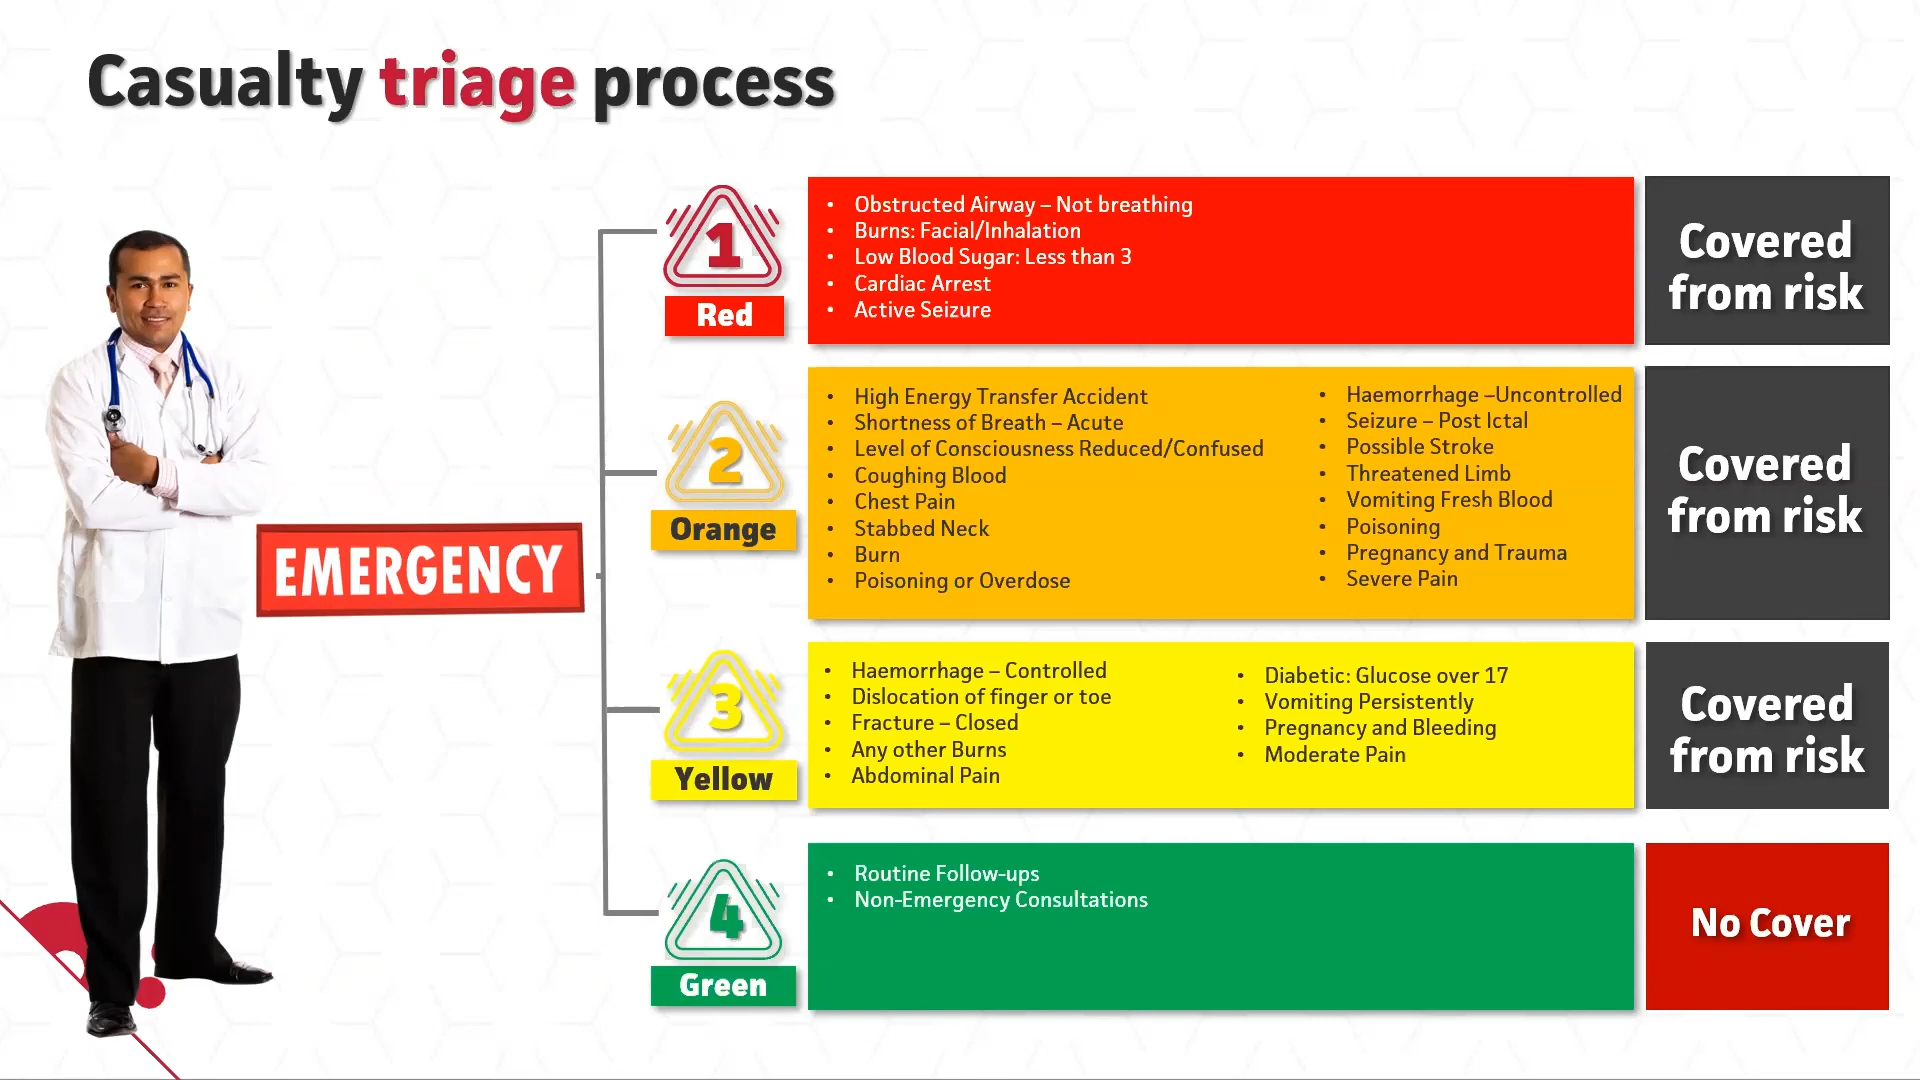 Casualty triage process
EMERGENCY
1
Red
• Obstructed Airway – Not breathing
• Burns: Facial/Inhalation
• Low Blood Sugar: Less than 3
• Cardiac Arrest
• Active Seizure
Covered
from risk
2
Orange
• High Energy Transfer Accident
• Shortness of Breath – Acute
• Level of Consciousness Reduced/Confused
• Coughing Blood
• Chest Pain
• Stabbed Neck
• Burn
• Poisoning or Overdose
• Haemorrhage –Uncontrolled
• Seizure – Post Ictal
• Possible Stroke
• Threatened Limb
• Vomiting Fresh Blood
• Poisoning
• Pregnancy and Trauma
• Severe Pain
Covered
from risk
3
Yellow
• Haemorrhage – Controlled
• Dislocation of finger or toe
• Fracture – Closed
• Any other Burns
• Abdominal Pain
• Diabetic: Glucose over 17
• Vomiting Persistently
• Pregnancy and Bleeding
• Moderate Pain
Covered
from risk
4
Green
• Routine Follow-ups
• Non-Emergency Consultations
No Cover